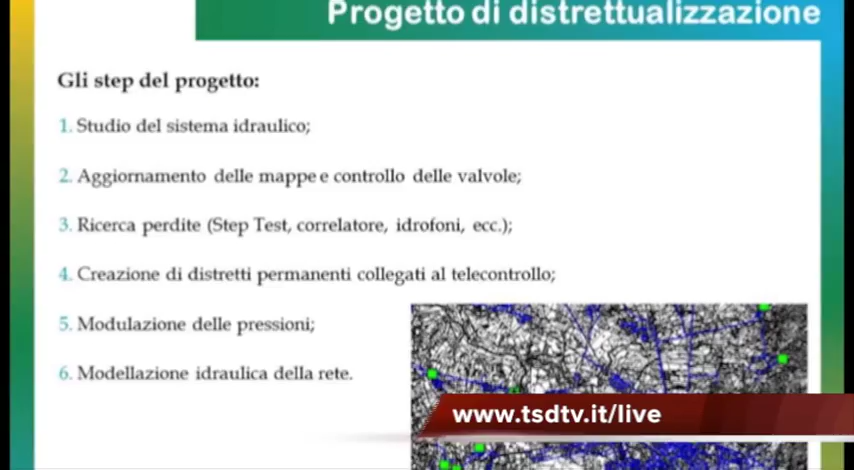 Progetto di distrettualizzazione
Gli step del progetto:
1. Studio del sistema idraulico;
2. Aggiornamento delle mappe e controllo delle valvole;
3. Ricerca perdite (Step Test, correlatore, idrofoni, ecc.);
4. Creazione di distretti permanenti collegati al telecontrollo;
5. Modulazione delle pressioni;
6. Modellazione idraulica della rete.
www.tsdtv.it/live